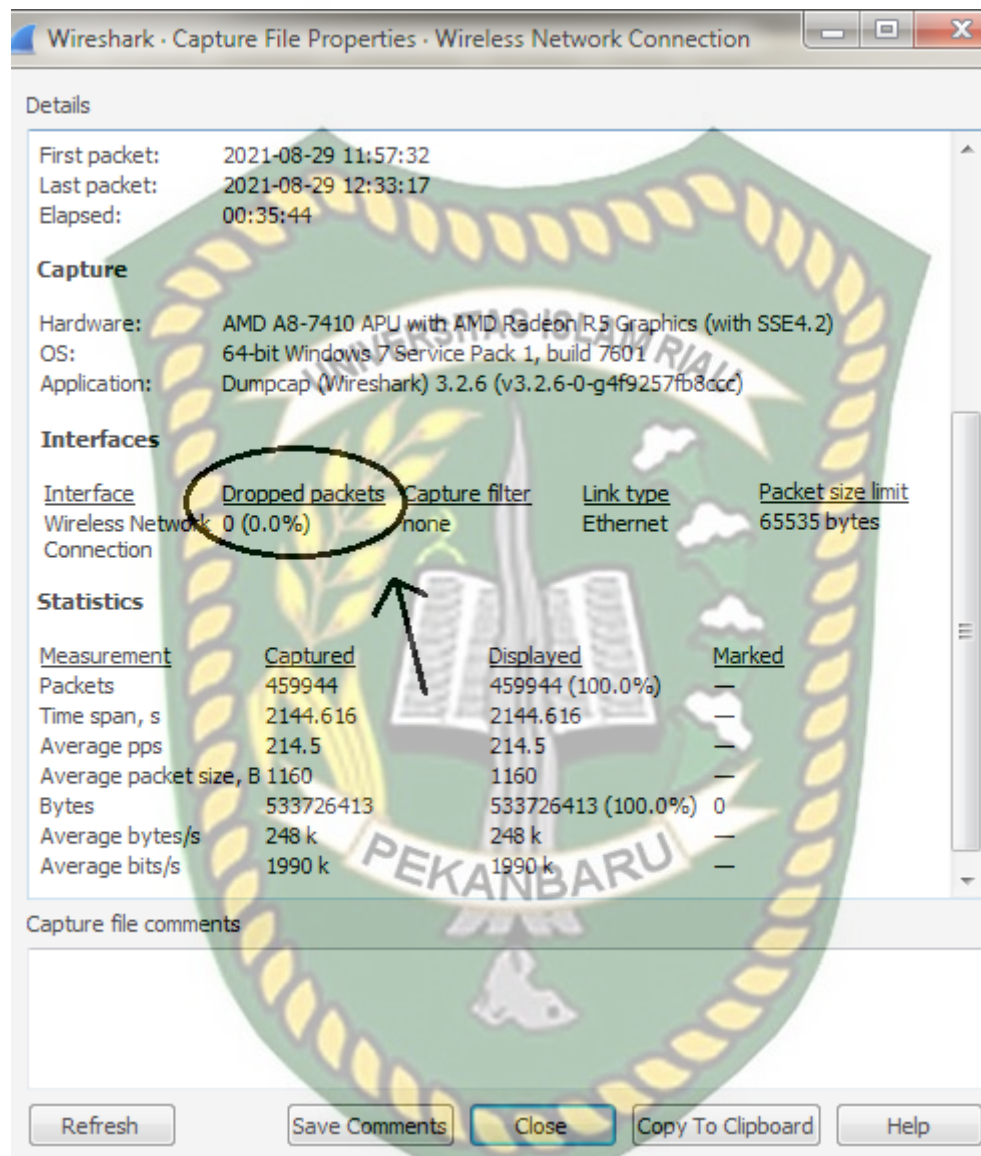 Wireshark · Capture File Properties · Wireless Network Connection
Details
First packet: 2021-08-29 11:57:32
Last packet: 2021-08-29 12:33:17
Elapsed: 00:35:44
Capture
Hardware: AMD A8-7410 APU with AMD Radeon R5 Graphics (with SSE4.2)
OS: 64-bit Windows 7 Service Pack 1, build 7601
Application: Dumpcap (Wireshark) 3.2.6 (v3.2.6-0-g4f9257fb8ccc)
Interfaces
Interface Dropped packets Capture filter Link type Packet size limit
Wireless Network 0 (0.0%) none Ethernet 65535 bytes
Connection
Statistics
Measurement Captured Displayed Marked
Packets 459944 459944 (100.0%) —
Time span, s 2144.616 2144.616 —
Average pps 214.5 214.5 —
Average packet size, B 1160 1160 —
Bytes 533726413 533726413 (100.0%) 0
Average bytes/s 248 k 248 k —
Average bits/s 1990 k 1990 k —
Capture file comments
Refresh Save Comments Close Copy To Clipboard Help
UNIVERSITAS ISLAM RIAU
PEKANBARU